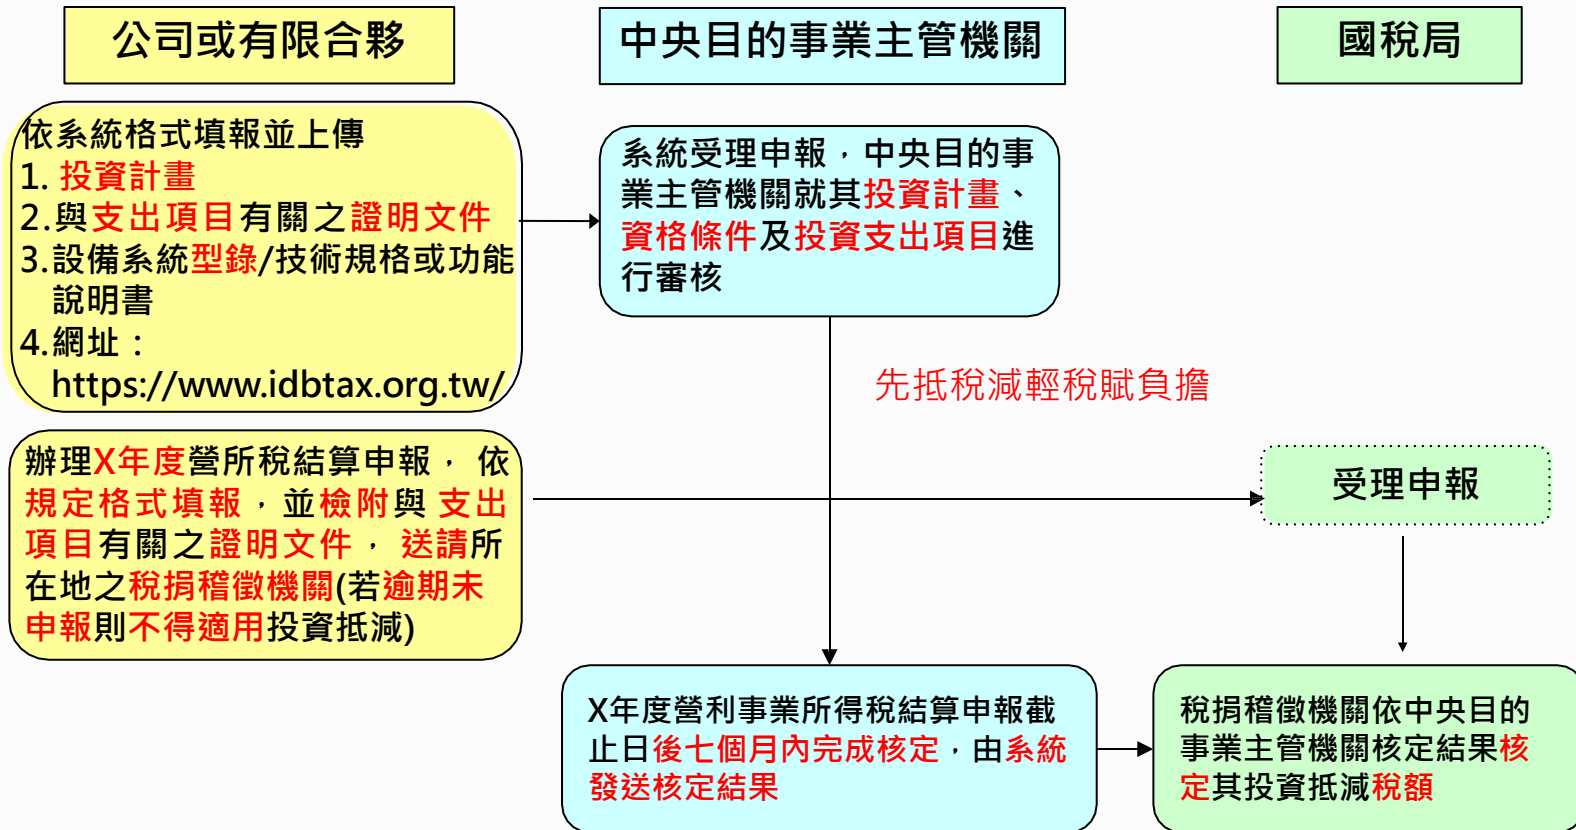 公司或有限合夥
中央目的事業主管機關
國稅局
依系統格式填報並上傳
1. 投資計畫
2.與支出項目有關之證明文件
3.設備系統型錄/技術規格或功能
說明書
4.網址：
https://www.idbtax.org.tw/
系統受理申報，中央目的事
業主管機關就其投資計畫、
資格條件及投資支出項目進
行審核
先抵稅減輕稅賦負擔
辦理X年度營所稅結算申報， 依
規定格式填報，並檢附與 支出
項目有關之證明文件， 送請所
在地之稅捐稽徵機關(若逾期未
申報則不得適用投資抵減)
受理申報
X年度營利事業所得稅結算申報截
止日後七個月內完成核定，由系統
發送核定結果
稅捐稽徵機關依中央目的
事業主管機關核定結果核
定其投資抵減稅額